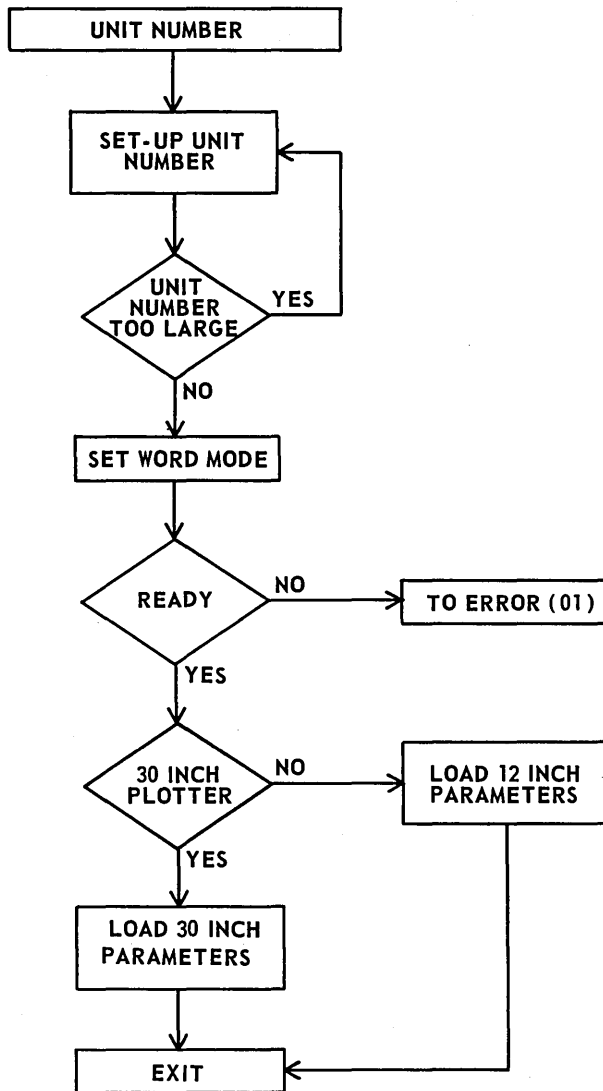 UNIT NUMBER
SET-UP UNIT
NUMBER
UNIT
NUMBER
TOO LARGE
YES
NO
SET WORD MODE
READY
NO
TO ERROR (01)
YES
30 INCH
PLOTTER
NO
LOAD 12 INCH
PARAMETERS
YES
LOAD 30 INCH
PARAMETERS
EXIT